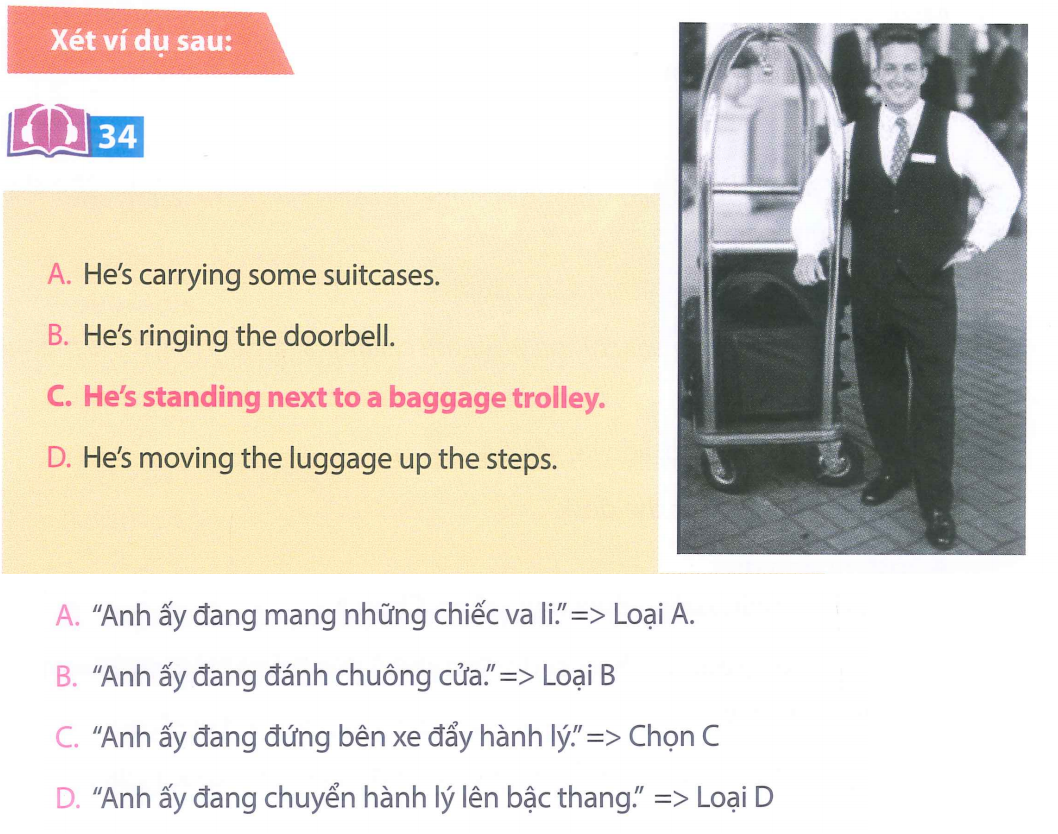 Xét ví dụ sau:
34
A. He's carrying some suitcases.
B. He's ringing the doorbell.
C. He's standing next to a baggage trolley.
D. He's moving the luggage up the steps.
A. “Anh ấy đang mang những chiếc va li.” => Loại A.
B. “Anh ấy đang đánh chuông cửa.” => Loại B
C. “Anh ấy đang đứng bên xe đẩy hành lý.” => Chọn C
D. “Anh ấy đang chuyển hành lý lên bậc thang.” => Loại D